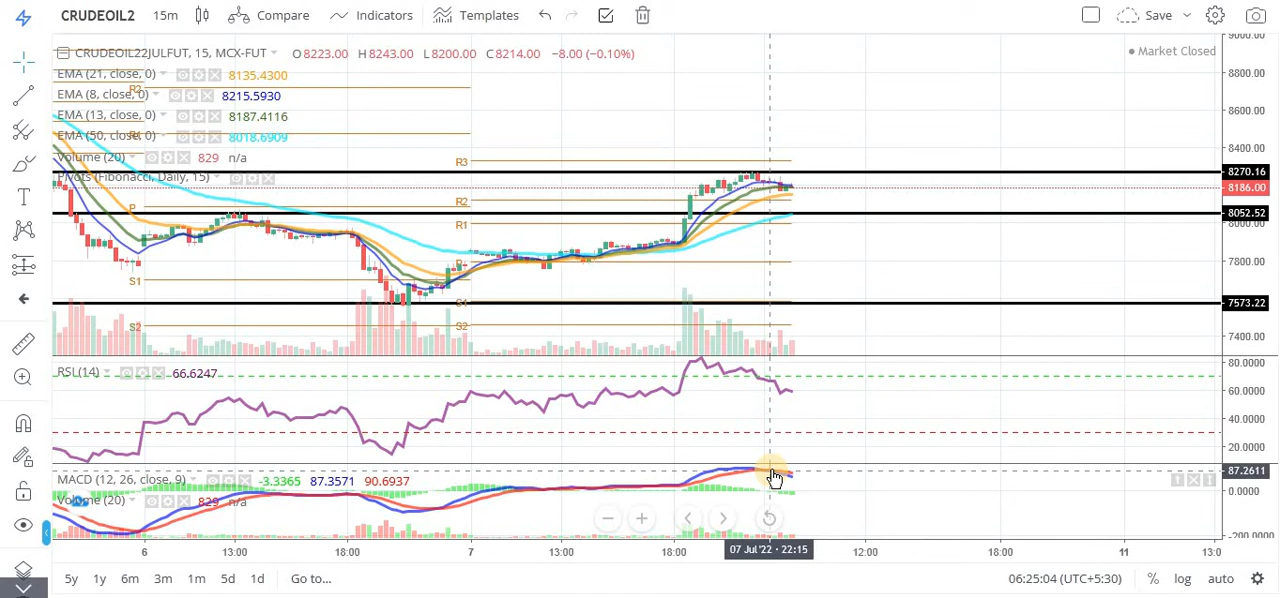 CRUDEOIL2 15m Compare Indicators Templates Save
CRUDEOIL22JULFUT, 15, MCX-FUT O 8223.00 H 8243.00 L 8200.00 C 8214.00 −8.00 (−0.10%)
Market Closed
EMA (21, close, 0) 8135.4300
EMA (8, close, 0) 8215.5930
EMA (13, close, 0) 8187.4116
EMA (50, close, 0) 8018.6909
Volume (20) 829 n/a
Pivots (Fibonacci, Daily, 15)
R2
R1
P
S1
S2
R3
R2
R1
P
S1
S2
9000.00
8800.00
8600.00
8400.00
8270.16
8186.00
8052.52
8000.00
7800.00
7573.22
7400.00
RSI (14) 66.6247
80.0000
60.0000
40.0000
20.0000
MACD (12, 26, close, 9) -3.3365 87.3571 90.6937
Volume (20) 829 n/a
87.2611
0.0000
-200.0000
6 13:00 18:00 7 13:00 18:00 07 Jul '22 • 22:15 12:00 18:00 11 13:0
5y 1y 6m 3m 1m 5d 1d Go to... 06:25:04 (UTC+5:30) % log auto